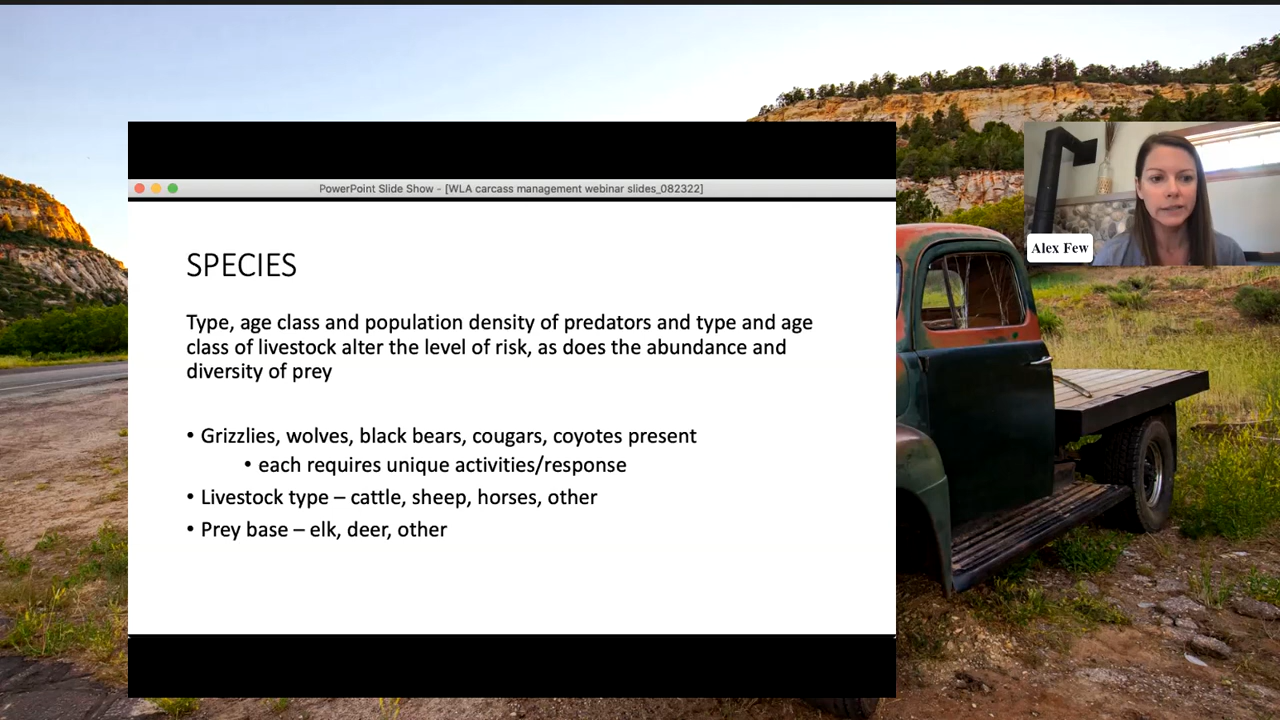 PowerPoint Slide Show - [WLA carcass management webinar slides_082322]
SPECIES
Type, age class and population density of predators and type and age
class of livestock alter the level of risk, as does the abundance and
diversity of prey
• Grizzlies, wolves, black bears, cougars, coyotes present
• each requires unique activities/response
• Livestock type – cattle, sheep, horses, other
• Prey base – elk, deer, other
Alex Few